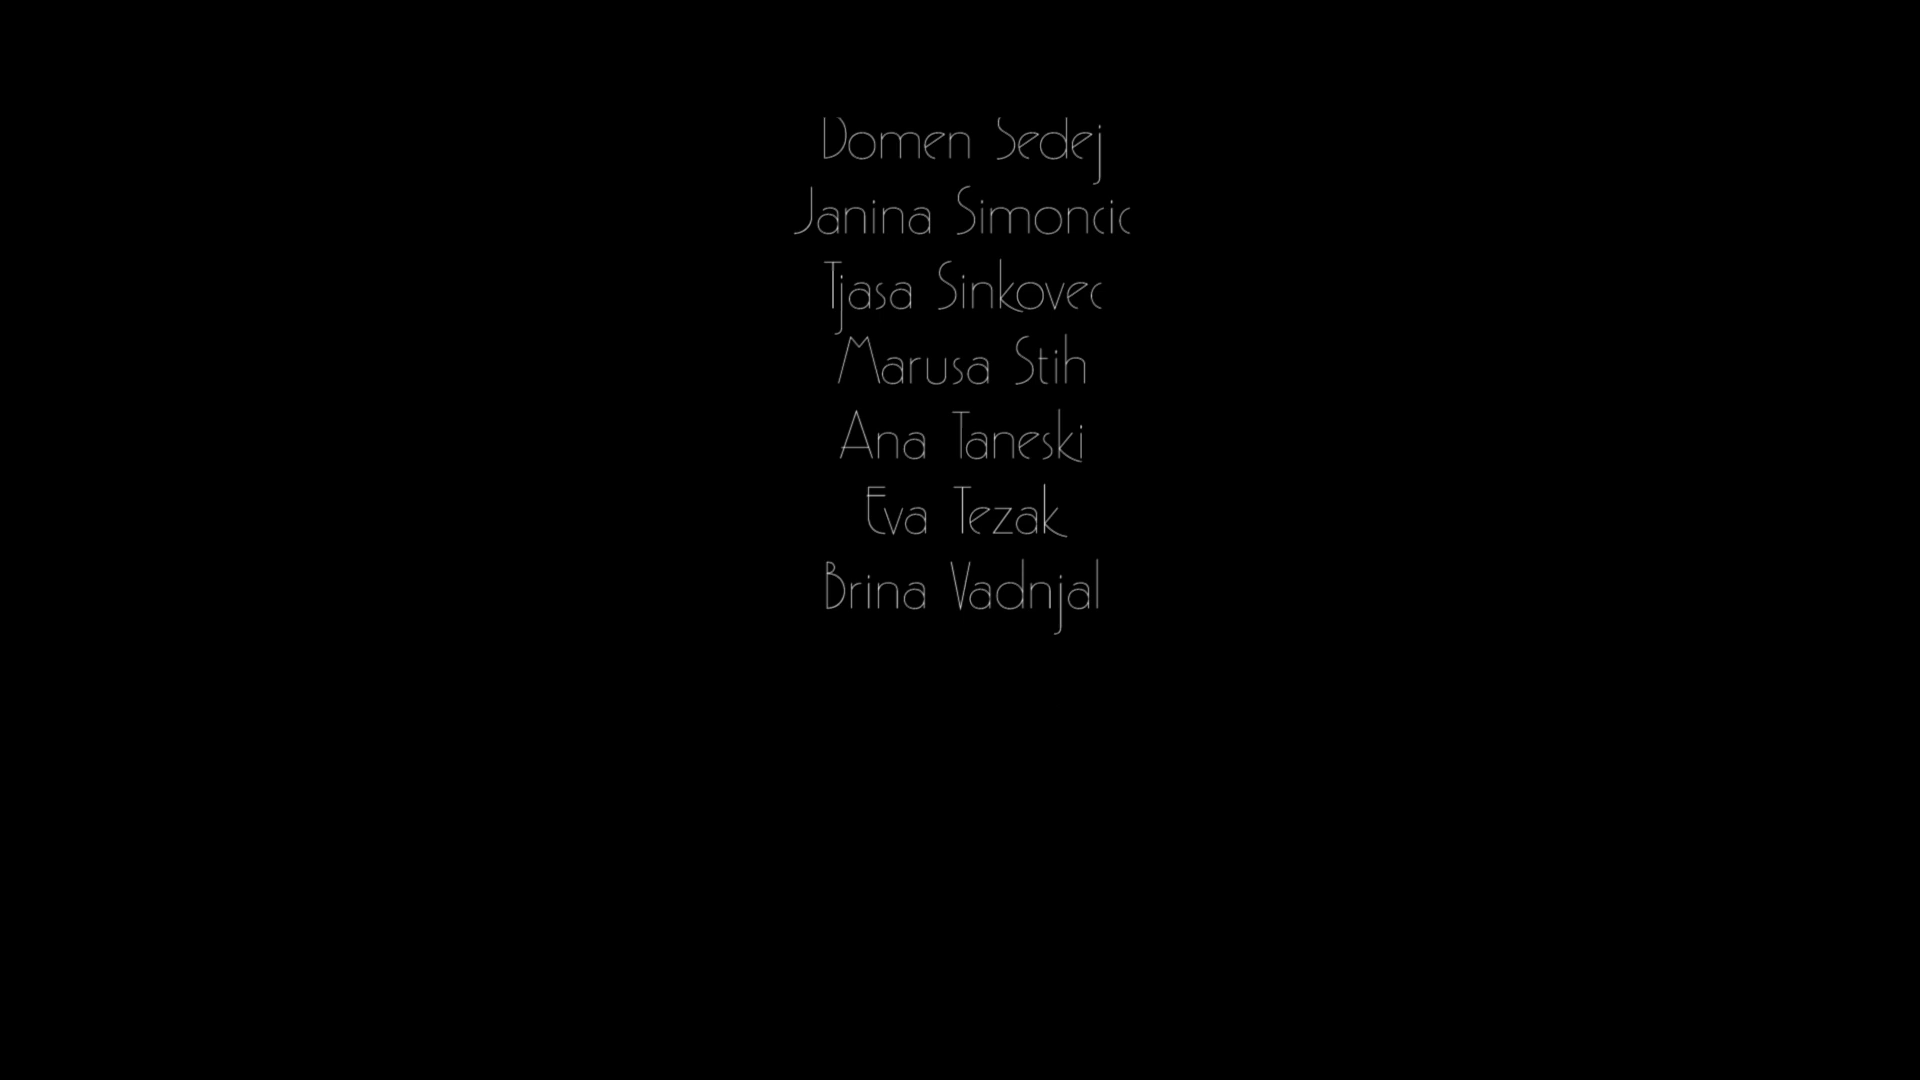 Domen Sedej
Janina Simoncic
Tjasa Sinkovec
Marusa Stih
Ana Taneski
Eva Tezak
Brina Vadnjal